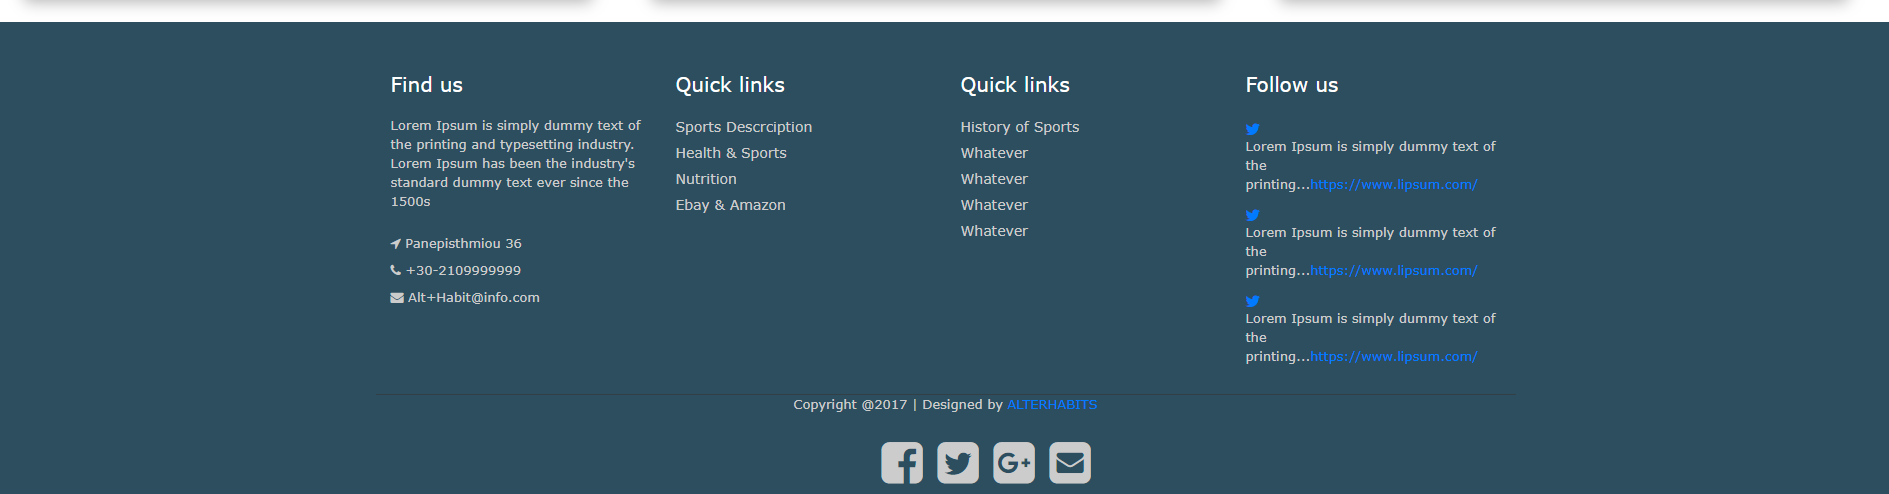 Find us
Lorem Ipsum is simply dummy text of
the printing and typesetting industry.
Lorem Ipsum has been the industry's
standard dummy text ever since the
1500s
Panepisthmiou 36
+30-2109999999
Alt+Habit@info.com
Quick links
Sports Descrciption
Health & Sports
Nutrition
Ebay & Amazon
Quick links
History of Sports
Whatever
Whatever
Whatever
Whatever
Follow us
Lorem Ipsum is simply dummy text of
the
printing...https://www.lipsum.com/
Lorem Ipsum is simply dummy text of
the
printing...https://www.lipsum.com/
Lorem Ipsum is simply dummy text of
the
printing...https://www.lipsum.com/
Copyright @2017 | Designed by ALTERHABITS